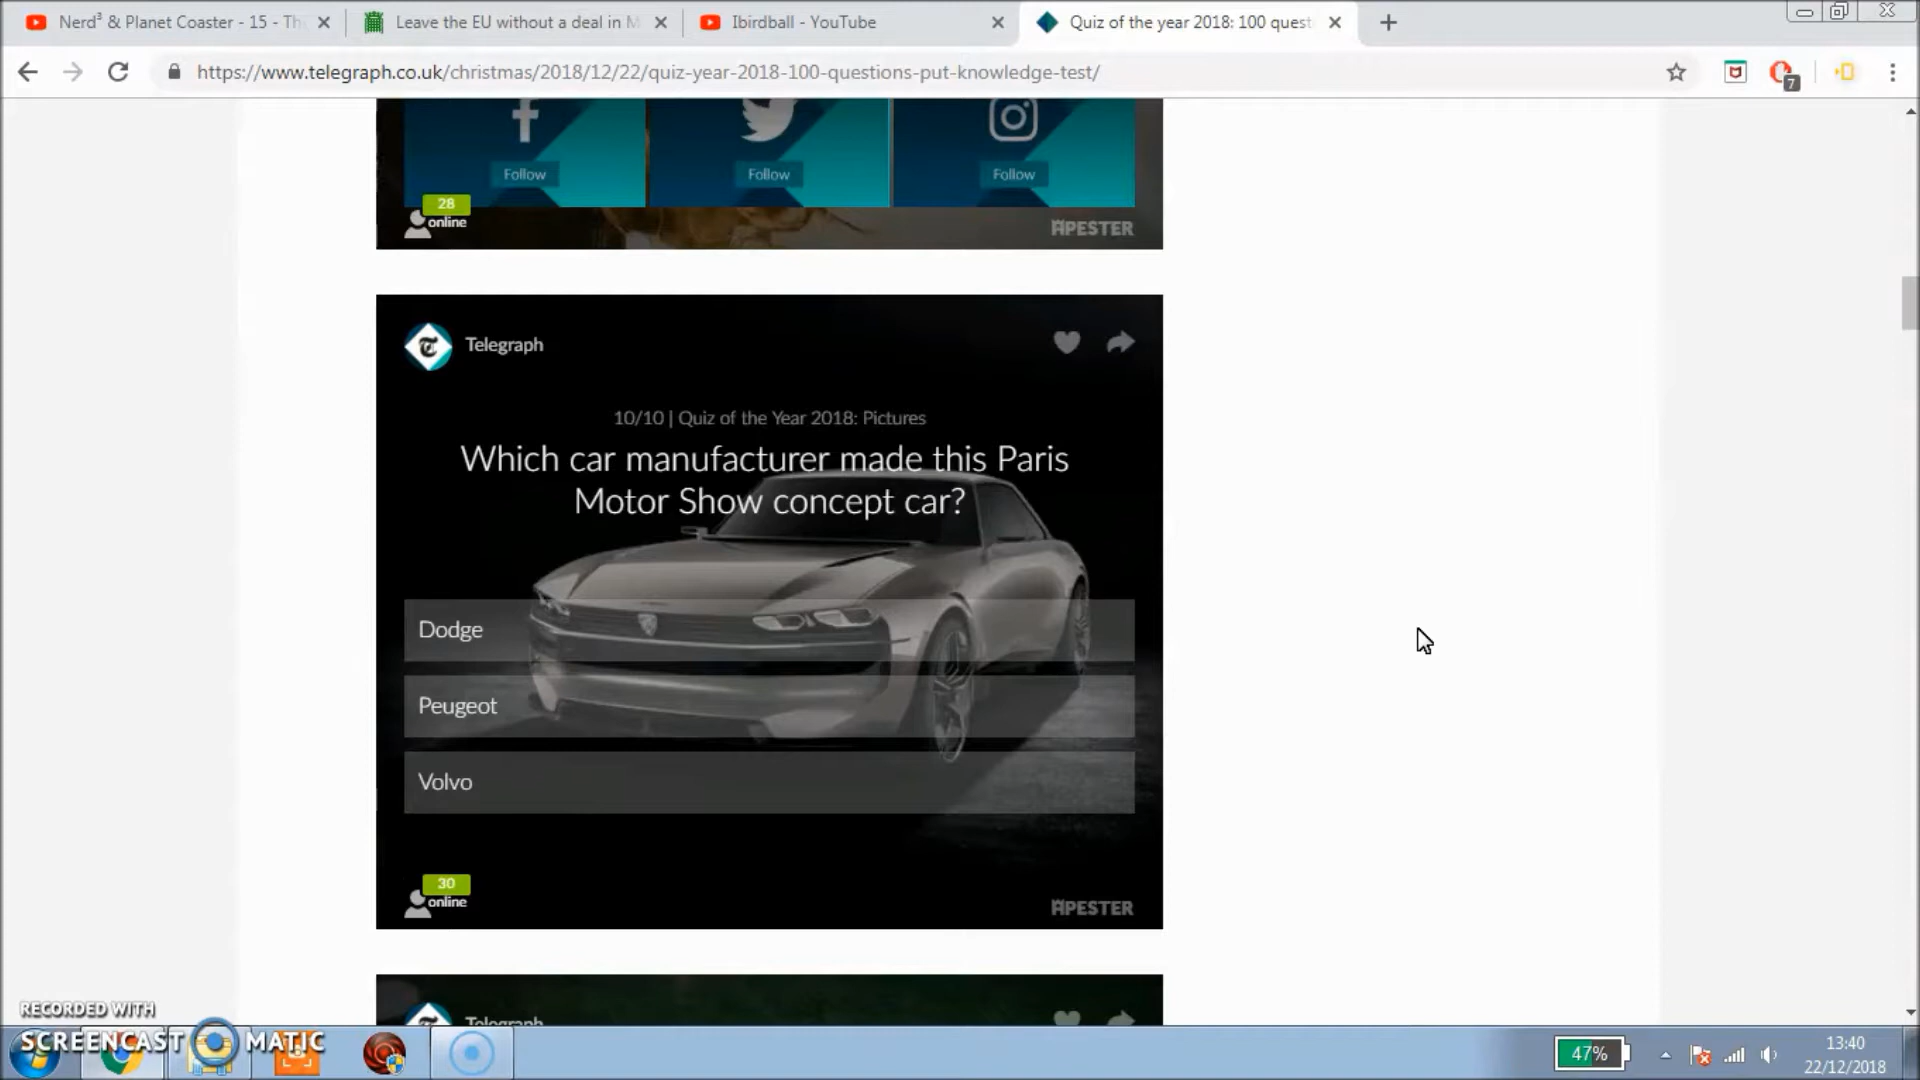 Nerd³ & Planet Coaster - 15 - Th
Leave the EU without a deal in M
Ibirdball - YouTube
Quiz of the year 2018: 100 quest
https://www.telegraph.co.uk/christmas/2018/12/22/quiz-year-2018-100-questions-put-knowledge-test/
7
Follow
Follow
Follow
28
online
APESTER
Telegraph
10/10 | Quiz of the Year 2018: Pictures
Which car manufacturer made this Paris
Motor Show concept car?
Dodge
Peugeot
Volvo
30
online
APESTER
Telegraph
RECORDED WITH
SCREENCAST MATIC
47%
13:40
22/12/2018